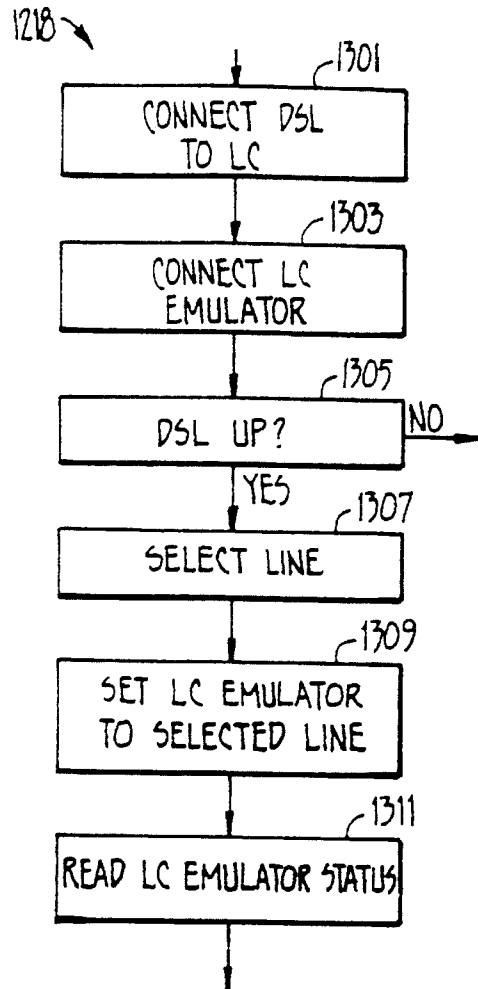 1218
1301
CONNECT DSL
TO LC
1303
CONNECT LC
EMULATOR
1305
DSL UP?
NO
YES
1307
SELECT LINE
1309
SET LC EMULATOR
TO SELECTED LINE
1311
READ LC EMULATOR STATUS